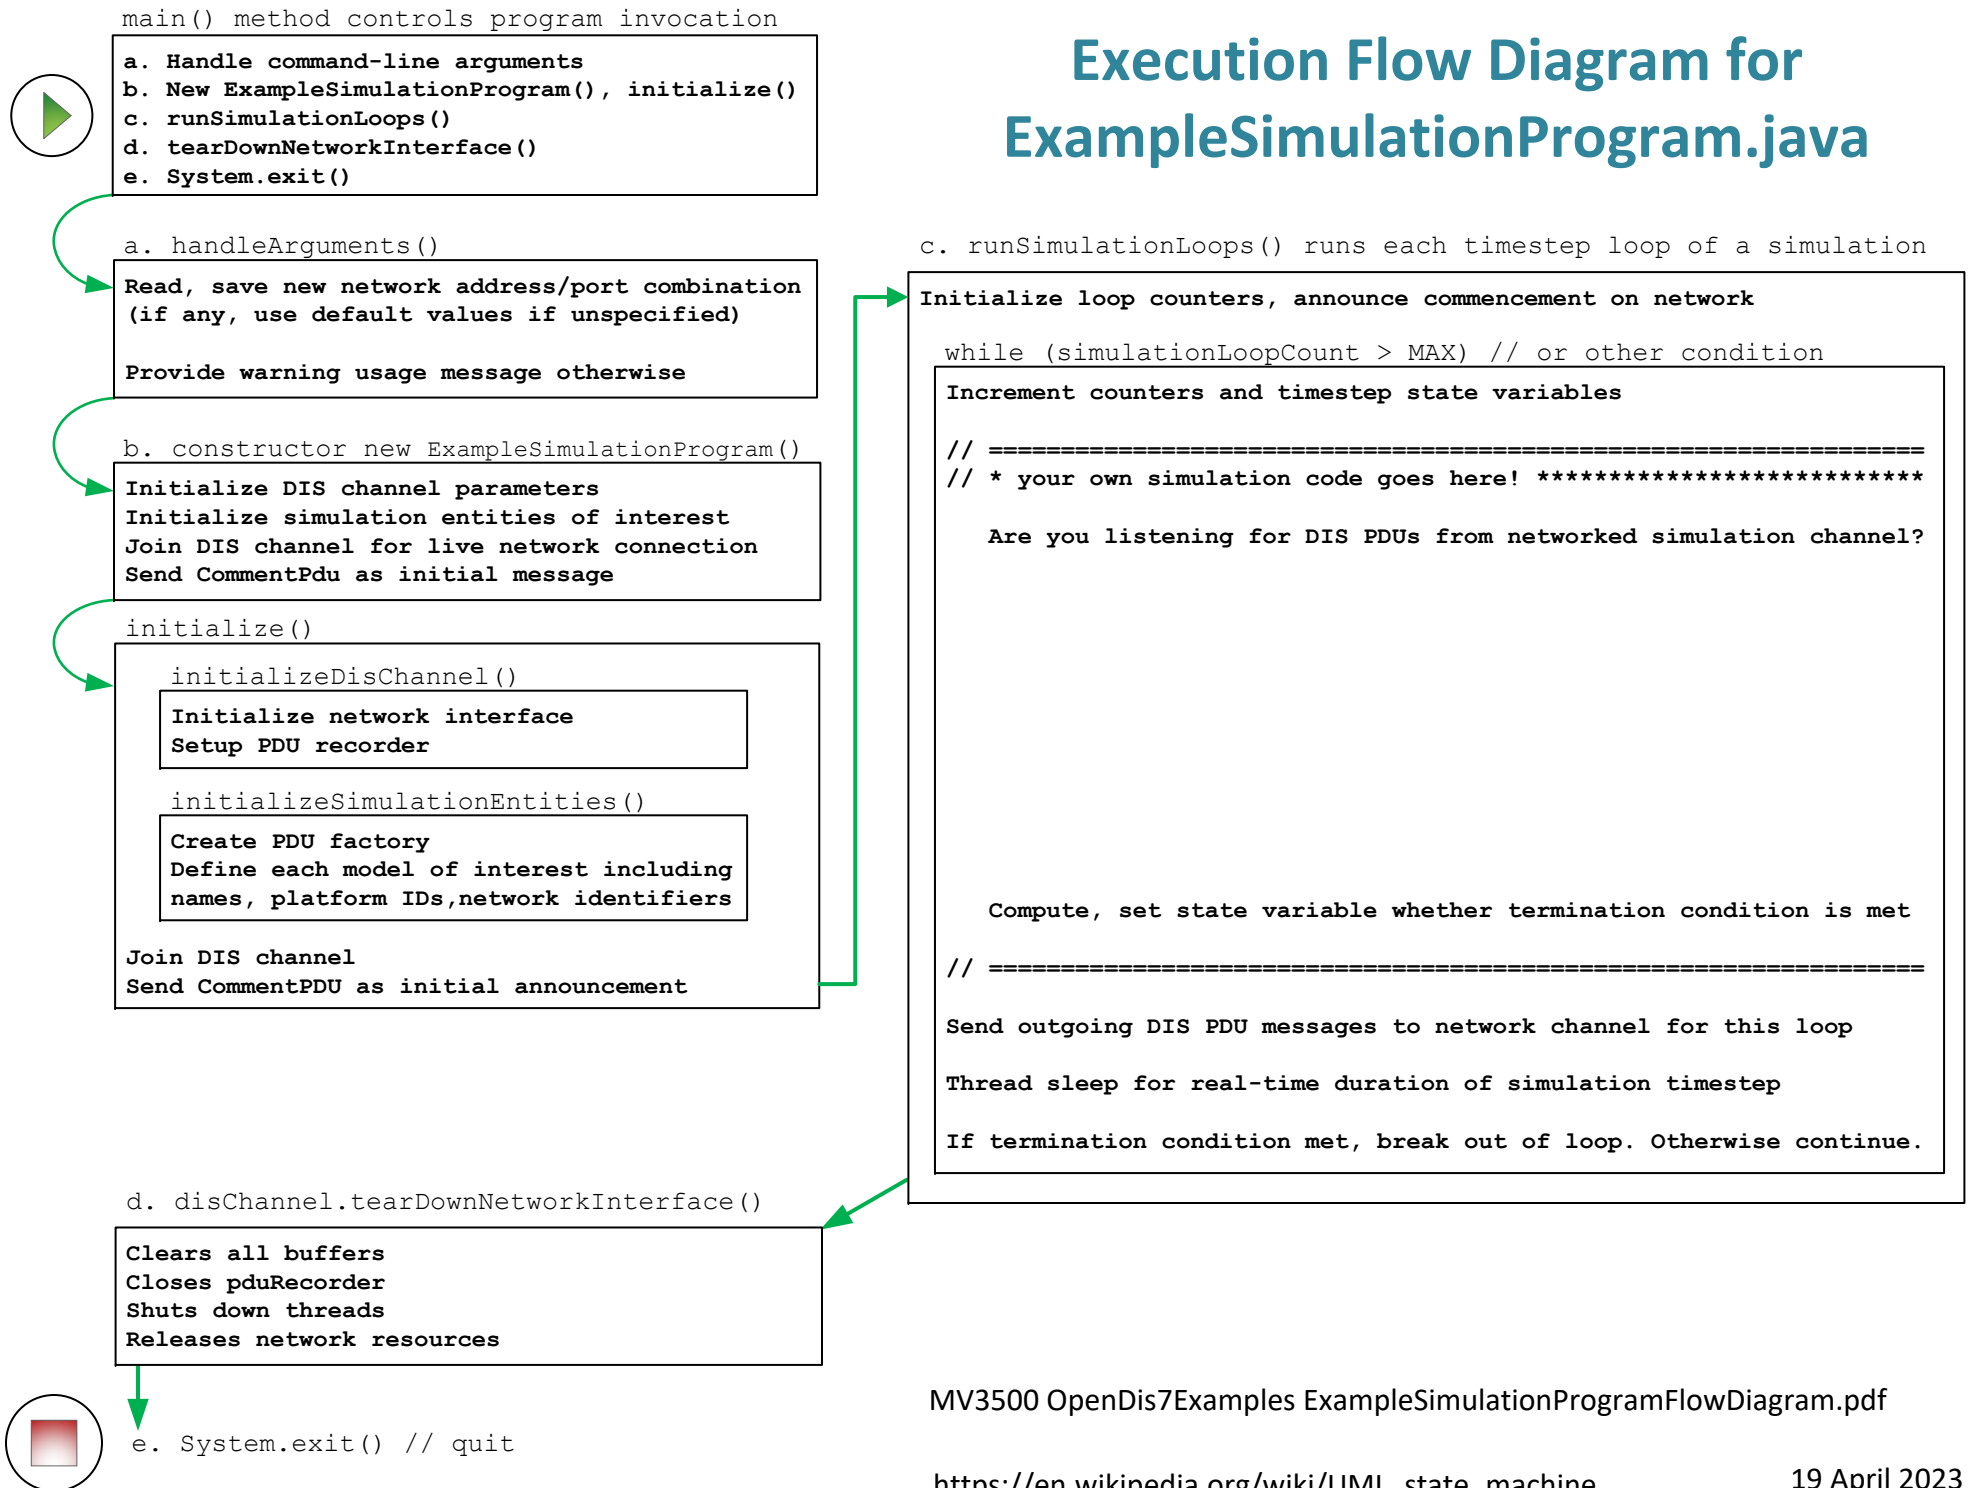 main() method controls program invocation
a. Handle command-line arguments
b. New ExampleSimulationProgram(), initialize()
c. runSimulationLoops()
d. tearDownNetworkInterface()
e. System.exit()
Execution Flow Diagram for
ExampleSimulationProgram.java
a. handleArguments()
Read, save new network address/port combination
(if any, use default values if unspecified)
Provide warning usage message otherwise
b. constructor new ExampleSimulationProgram()
Initialize DIS channel parameters
Initialize simulation entities of interest
Join DIS channel for live network connection
Send CommentPdu as initial message
initialize()
initializeDisChannel()
Initialize network interface
Setup PDU recorder
initializeSimulationEntities()
Create PDU factory
Define each model of interest including
names, platform IDs,network identifiers
Join DIS channel
Send CommentPDU as initial announcement
c. runSimulationLoops() runs each timestep loop of a simulation
Initialize loop counters, announce commencement on network
while (simulationLoopCount > MAX) // or other condition
Increment counters and timestep state variables
// =================================================================
// * your own simulation code goes here! ***************************
Are you listening for DIS PDUs from networked simulation channel?
Compute, set state variable whether termination condition is met
// =================================================================
Send outgoing DIS PDU messages to network channel for this loop
Thread sleep for real-time duration of simulation timestep
If termination condition met, break out of loop. Otherwise continue.
d. disChannel.tearDownNetworkInterface()
Clears all buffers
Closes pduRecorder
Shuts down threads
Releases network resources
e. System.exit() // quit
MV3500 OpenDis7Examples ExampleSimulationProgramFlowDiagram.pdf
https://en.wikipedia.org/wiki/UML_state_machine
19 April 2023